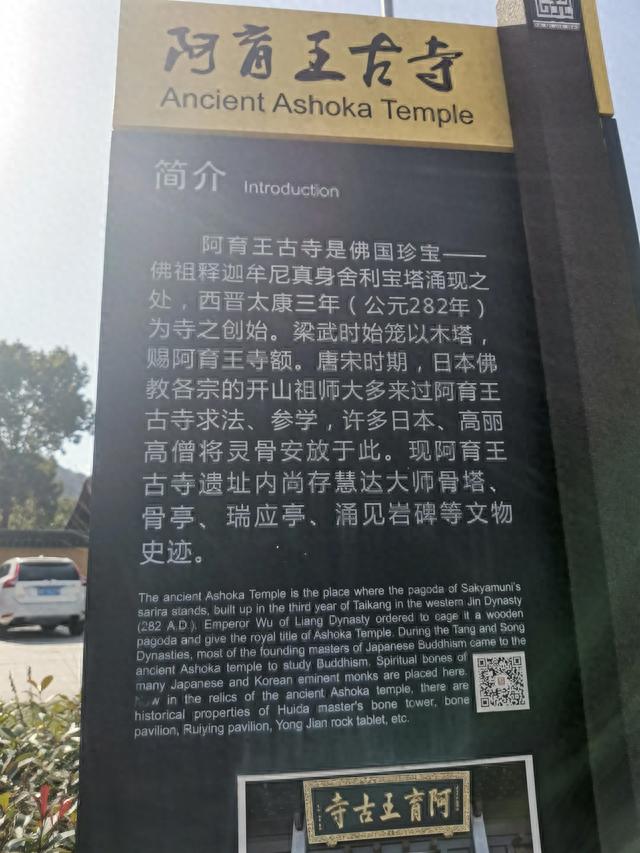 阿育王古寺
Ancient Ashoka Temple
简介 Introduction
阿育王古寺是佛国珍宝——
佛祖释迦牟尼真身舍利宝塔涌现之
处，西晋太康三年（公元282年）
为寺之创始。梁武时始笼以木塔，
赐阿育王寺额。唐宋时期，日本佛
教各宗的开山祖师大多来过阿育王
古寺求法、参学，许多日本、高丽
高僧将灵骨安放于此。现阿育王
古寺遗址内尚存慧达大师骨塔、
骨亭、瑞应亭、涌见岩碑等文物
史迹。
The ancient Ashoka Temple is the place where the pagoda of Sakyamuni's
sarira stands, built up in the third year of Taikang in the western Jin Dynasty
(282 A.D.). Emperor Wu of Liang Dynasty ordered to cage it a wooden
pagoda and give the royal title of Ashoka Temple. During the Tang and Song
Dynasties, most of the founding masters of Japanese Buddhism came to the
ancient Ashoka temple to study Buddhism. Spiritual bones of
many Japanese and Korean eminent monks are placed here.
in the relics of the ancient Ashoka temple, there are
historical properties of Huida master's bone tower, bone
pavilion, Ruiying pavilion, Yong Jian rock tablet, etc.
阿育王古寺